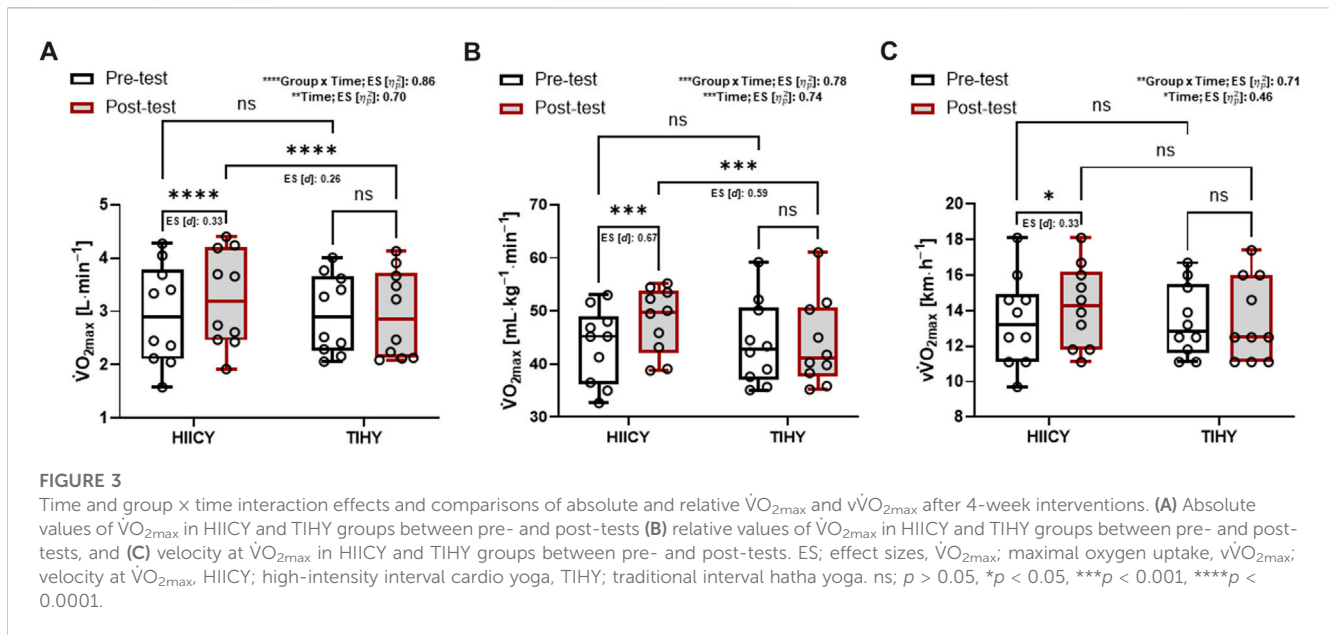 A
Pre-test
Post-test
****Group x Time; ES [η²p]: 0.86
**Time; ES [η²p]: 0.70
ns
****
ES [d]: 0.26
****
ES [d]: 0.33
ns
V̇O2max [L·min⁻¹]
5
4
3
2
1
HIICY
TIHY
B
Pre-test
Post-test
***Group x Time; ES [η²p]: 0.78
***Time; ES [η²p]: 0.74
ns
***
ES [d]: 0.59
***
ES [d]: 0.67
ns
V̇O2max [mL·kg⁻¹·min⁻¹]
70
60
50
40
30
HIICY
TIHY
C
Pre-test
Post-test
**Group x Time; ES [η²p]: 0.71
*Time; ES [η²p]: 0.46
ns
ns
*
ES [d]: 0.33
ns
vV̇O2max [km·h⁻¹]
20
18
16
14
12
10
8
HIICY
TIHY
FIGURE 3
Time and group × time interaction effects and comparisons of absolute and relative V̇O2max and vV̇O2max after 4-week interventions. (A) Absolute
values of V̇O2max in HIICY and TIHY groups between pre- and post-tests (B) relative values of V̇O2max in HIICY and TIHY groups between pre- and post-
tests, and (C) velocity at V̇O2max in HIICY and TIHY groups between pre- and post-tests. ES; effect sizes, V̇O2max; maximal oxygen uptake, vV̇O2max;
velocity at V̇O2max, HIICY; high-intensity interval cardio yoga, TIHY; traditional interval hatha yoga. ns; p > 0.05, *p < 0.05, ***p < 0.001, ****p <
0.0001.